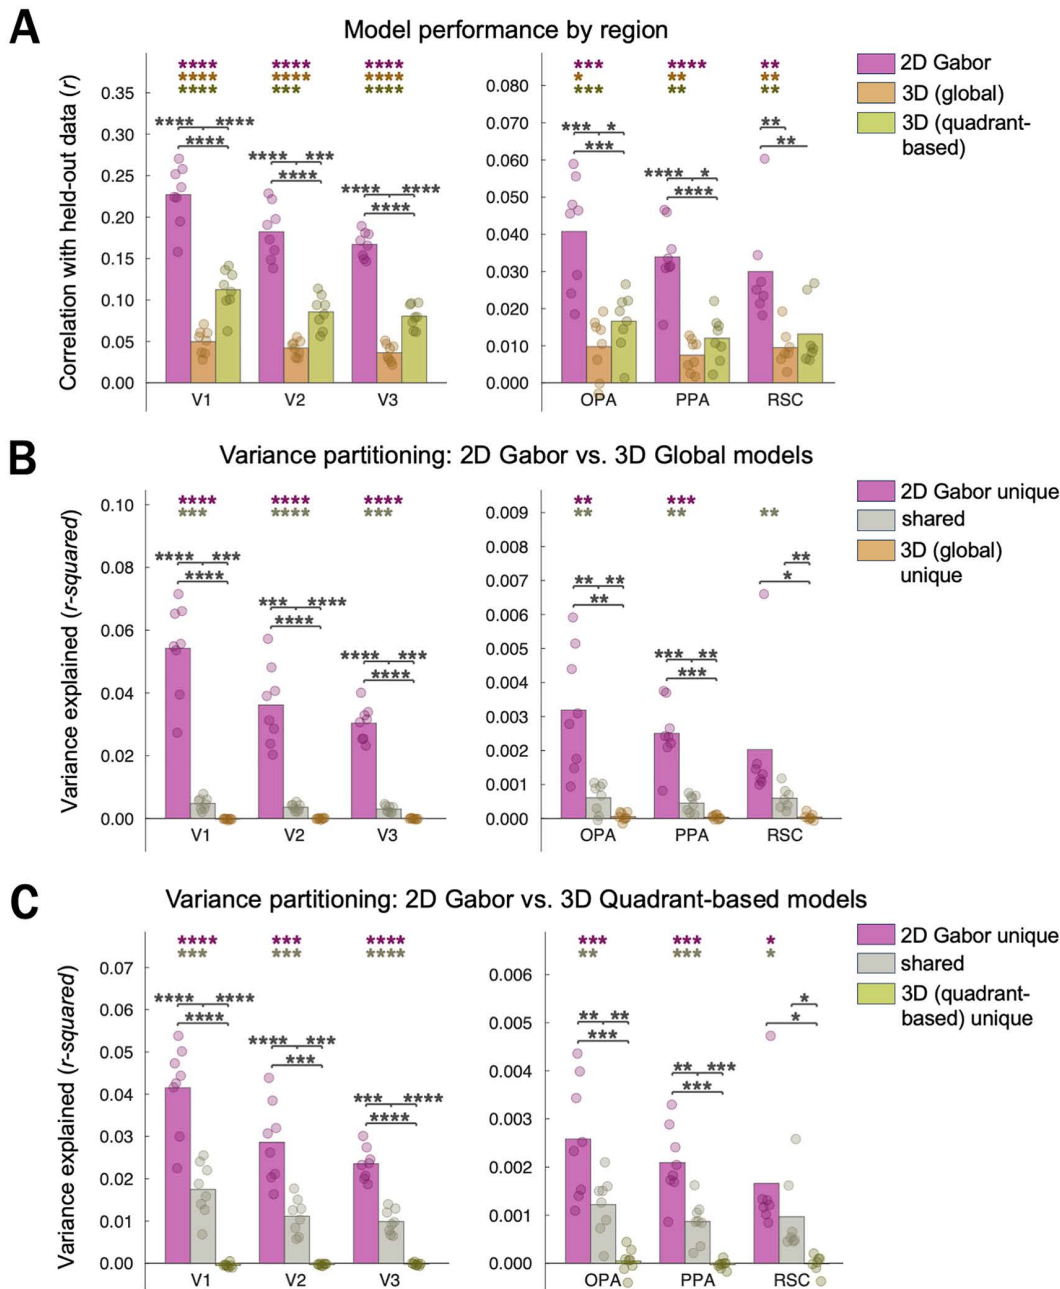 A
Model performance by region
**** **** **** *** **** **
**** **** **** * ** **
**** *** **** *** ** **
2D Gabor
3D (global)
3D (quadrant-
based)
Correlation with held-out data (r)
0.35
0.30
0.25
0.20
0.15
0.10
0.05
0.00
**** ****
****
**** ***
****
**** ****
****
V1 V2 V3
0.080
0.070
0.060
0.050
0.040
0.030
0.020
0.010
0.000
*** *
***
**** *
****
**
**
OPA PPA RSC
B
Variance partitioning: 2D Gabor vs. 3D Global models
**** **** **** ** ***
*** **** *** ** ** **
2D Gabor unique
shared
3D (global)
unique
Variance explained (r-squared)
0.10
0.08
0.06
0.04
0.02
0.00
**** ***
****
*** ****
****
**** ***
****
V1 V2 V3
0.009
0.008
0.007
0.006
0.005
0.004
0.003
0.002
0.001
0.000
** **
**
*** **
***
**
*
OPA PPA RSC
C
Variance partitioning: 2D Gabor vs. 3D Quadrant-based models
**** *** **** *** *** *
*** *** **** ** *** *
2D Gabor unique
shared
3D (quadrant-
based) unique
Variance explained (r-squared)
0.07
0.06
0.05
0.04
0.03
0.02
0.01
0.00
**** ****
****
**** ***
***
*** ****
****
V1 V2 V3
0.006
0.005
0.004
0.003
0.002
0.001
0.000
** **
***
** ***
***
*
*
OPA PPA RSC